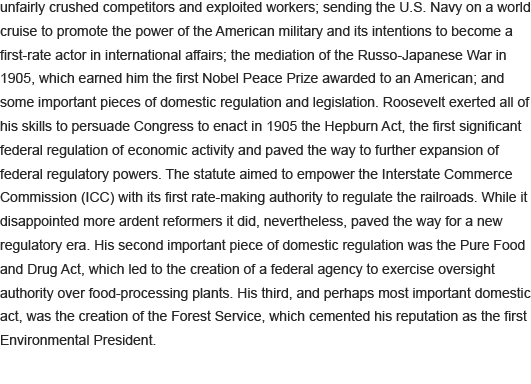 unfairly crushed competitors and exploited workers; sending the U.S. Navy on a world
cruise to promote the power of the American military and its intentions to become a
first-rate actor in international affairs; the mediation of the Russo-Japanese War in
1905, which earned him the first Nobel Peace Prize awarded to an American; and
some important pieces of domestic regulation and legislation. Roosevelt exerted all of
his skills to persuade Congress to enact in 1905 the Hepburn Act, the first significant
federal regulation of economic activity and paved the way to further expansion of
federal regulatory powers. The statute aimed to empower the Interstate Commerce
Commission (ICC) with its first rate-making authority to regulate the railroads. While it
disappointed more ardent reformers it did, nevertheless, paved the way for a new
regulatory era. His second important piece of domestic regulation was the Pure Food
and Drug Act, which led to the creation of a federal agency to exercise oversight
authority over food-processing plants. His third, and perhaps most important domestic
act, was the creation of the Forest Service, which cemented his reputation as the first
Environmental President.